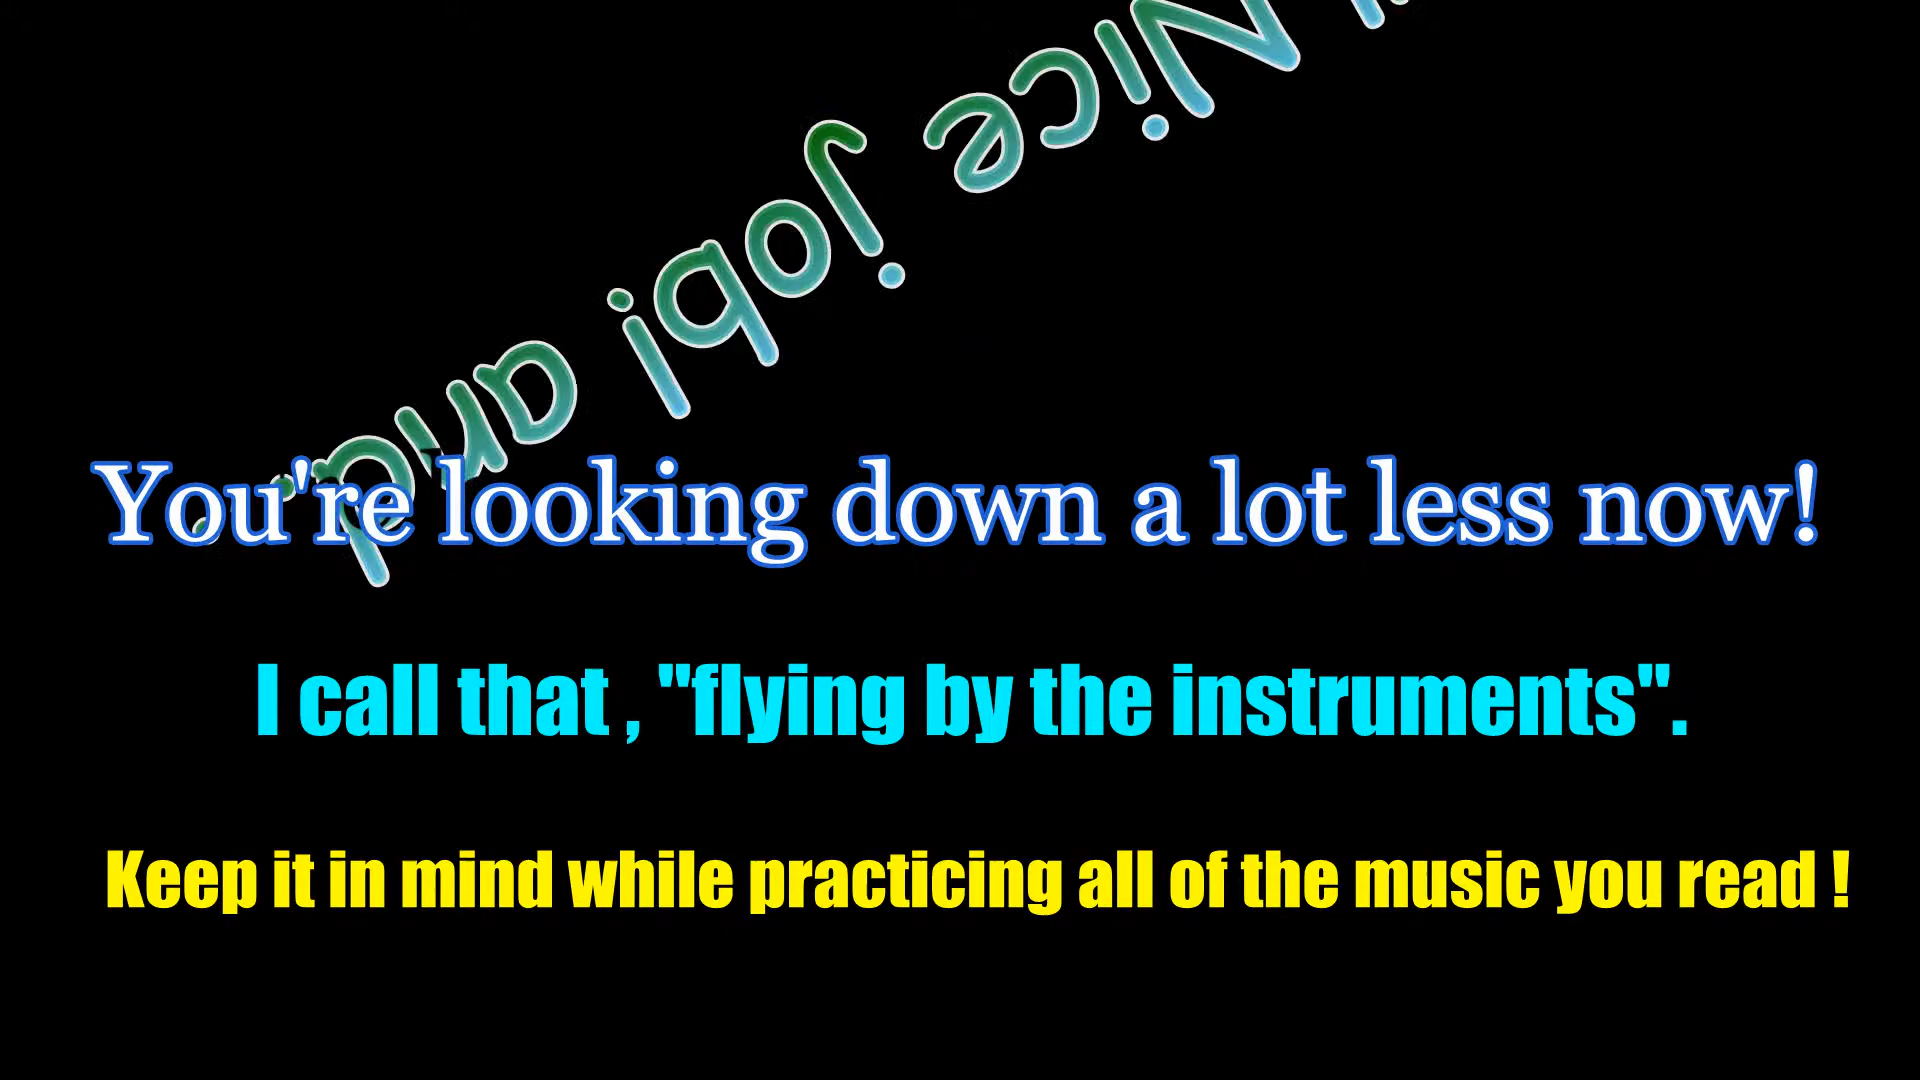 Nice job! and
You're looking down a lot less now!
I call that , "flying by the instruments".
Keep it in mind while practicing all of the music you read !